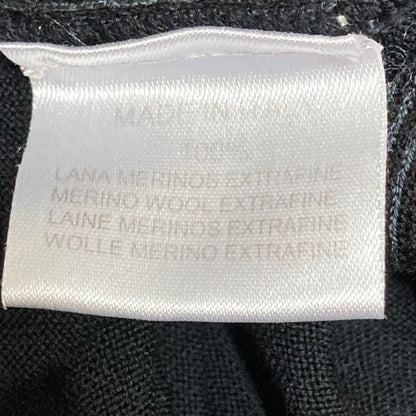 MADE IN
100%
LANA MERINOS EXTRAFINE
MERINO WOOL EXTRAFINE
LAINE MERINOS EXTRAFINE
WOLLE MERINO EXTRAFINE